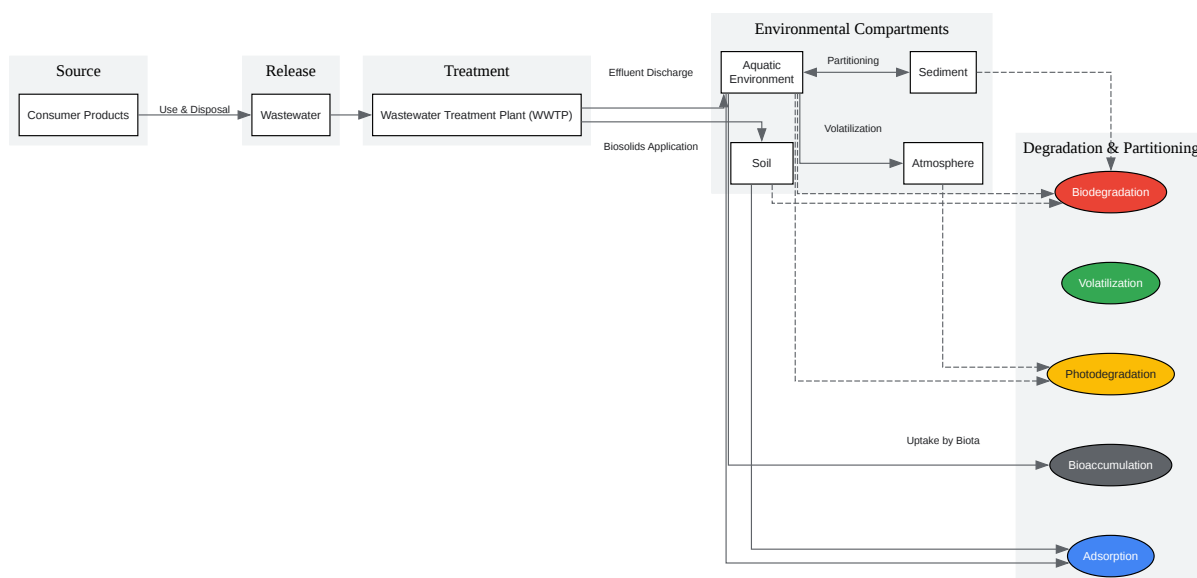 Source
Consumer Products
Use & Disposal
Release
Wastewater
Treatment
Wastewater Treatment Plant (WWTP)
Effluent Discharge
Biosolids Application
Environmental Compartments
Aquatic
Environment
Partitioning
Sediment
Volatilization
Soil
Atmosphere
Degradation & Partitioning
Biodegradation
Volatilization
Photodegradation
Uptake by Biota
Bioaccumulation
Adsorption